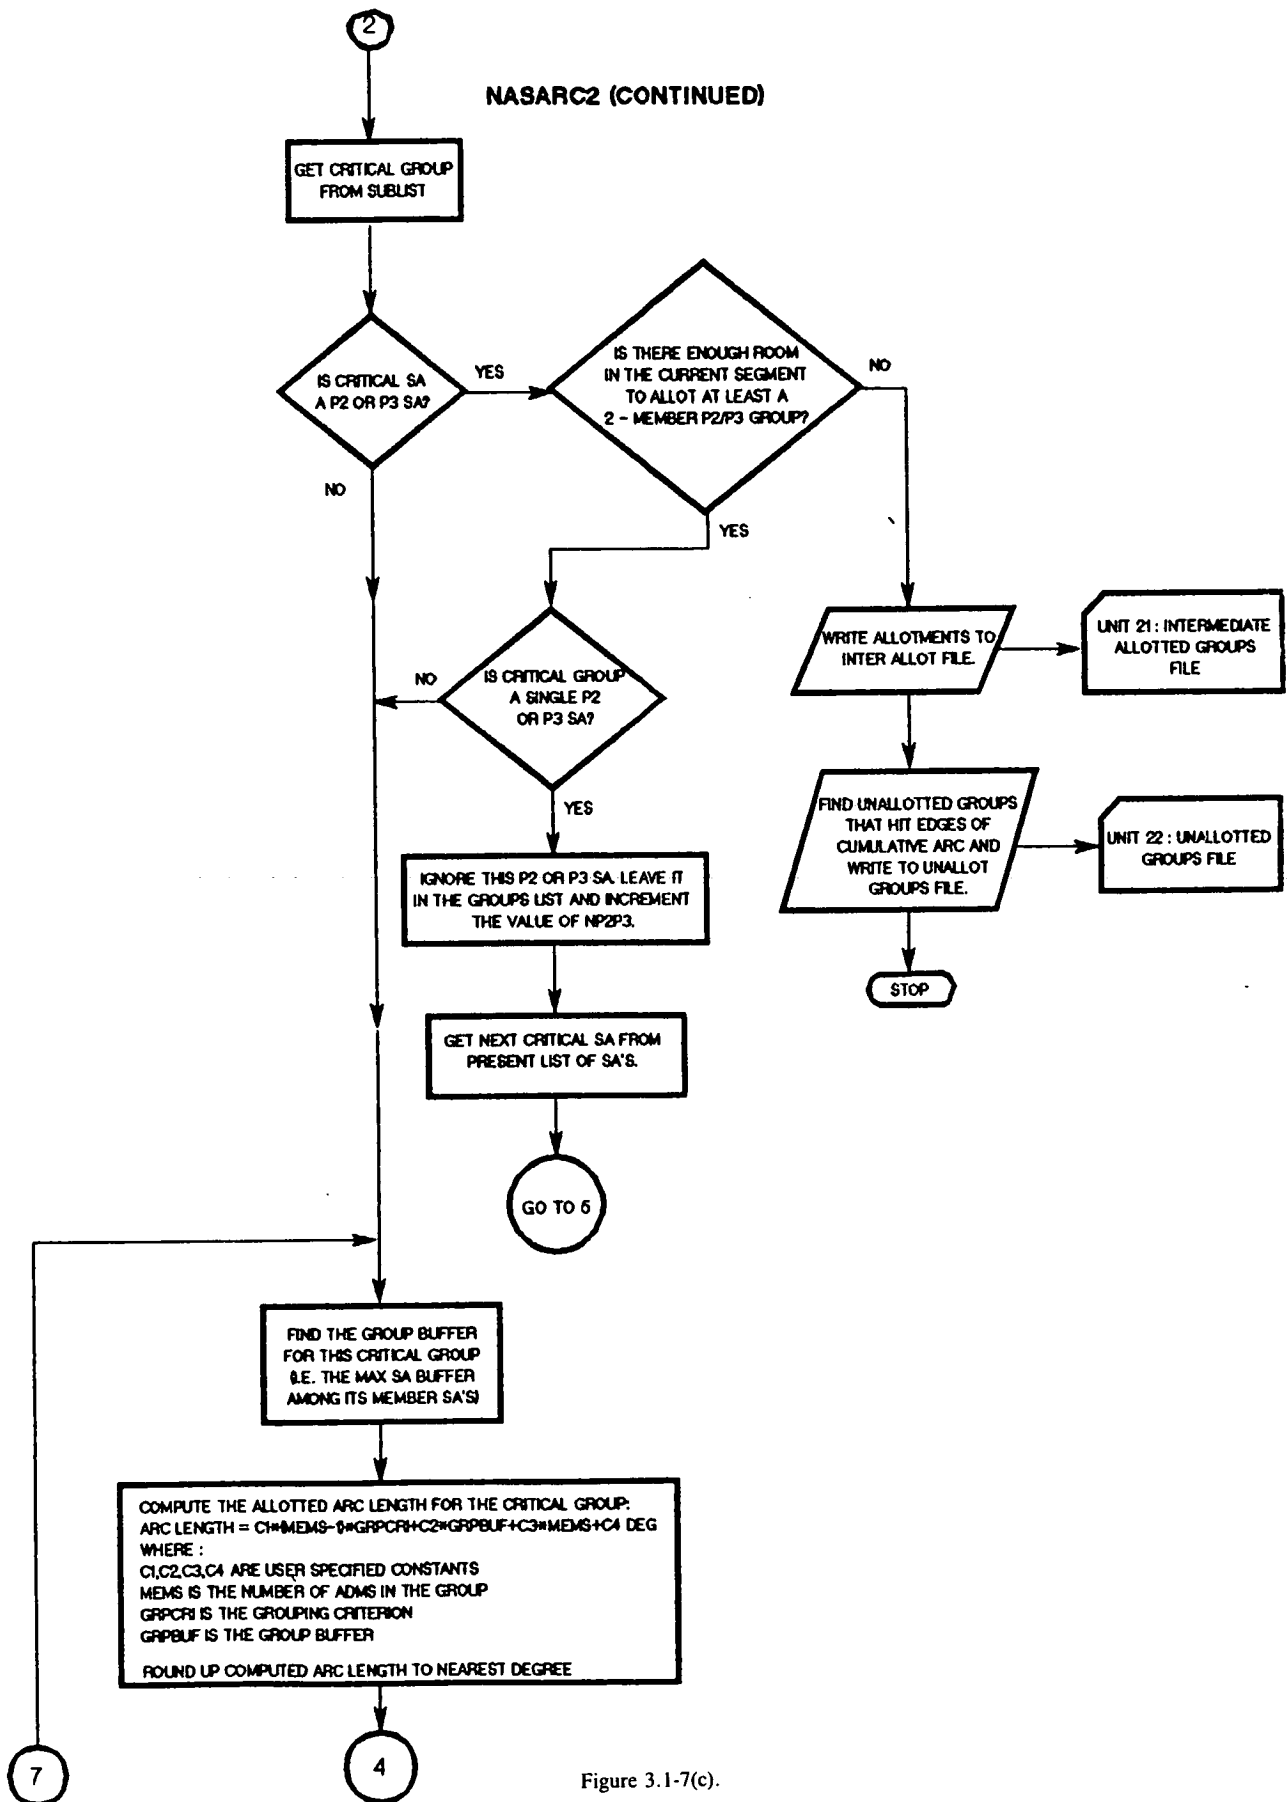 2
NASARC2 (CONTINUED)
GET CRITICAL GROUP
FROM SUBLIST
IS CRITICAL SA
A P2 OR P3 SA?
YES
NO
IS THERE ENOUGH ROOM
IN THE CURRENT SEGMENT
TO ALLOT AT LEAST A
2 - MEMBER P2/P3 GROUP?
NO
YES
IS CRITICAL GROUP
A SINGLE P2
OR P3 SA?
NO
YES
WRITE ALLOTMENTS TO
INTER ALLOT FILE.
UNIT 21 : INTERMEDIATE
ALLOTTED GROUPS
FILE
FIND UNALLOTTED GROUPS
THAT HIT EDGES OF
CUMULATIVE ARC AND
WRITE TO UNALLOT
GROUPS FILE.
UNIT 22 : UNALLOTTED
GROUPS FILE
STOP
IGNORE THIS P2 OR P3 SA. LEAVE IT
IN THE GROUPS LIST AND INCREMENT
THE VALUE OF NP2P3.
GET NEXT CRITICAL SA FROM
PRESENT LIST OF SA'S.
GO TO 5
FIND THE GROUP BUFFER
FOR THIS CRITICAL GROUP
(I.E. THE MAX SA BUFFER
AMONG ITS MEMBER SA'S)
COMPUTE THE ALLOTTED ARC LENGTH FOR THE CRITICAL GROUP:
ARC LENGTH = C1*(MEMS-1)*GRPCRI+C2*GRPBUF+C3*MEMS+C4 DEG
WHERE :
C1,C2,C3,C4 ARE USER SPECIFIED CONSTANTS
MEMS IS THE NUMBER OF ADMS IN THE GROUP
GRPCRI IS THE GROUPING CRITERION
GRPBUF IS THE GROUP BUFFER
ROUND UP COMPUTED ARC LENGTH TO NEAREST DEGREE
7
4
Figure 3.1-7(c).